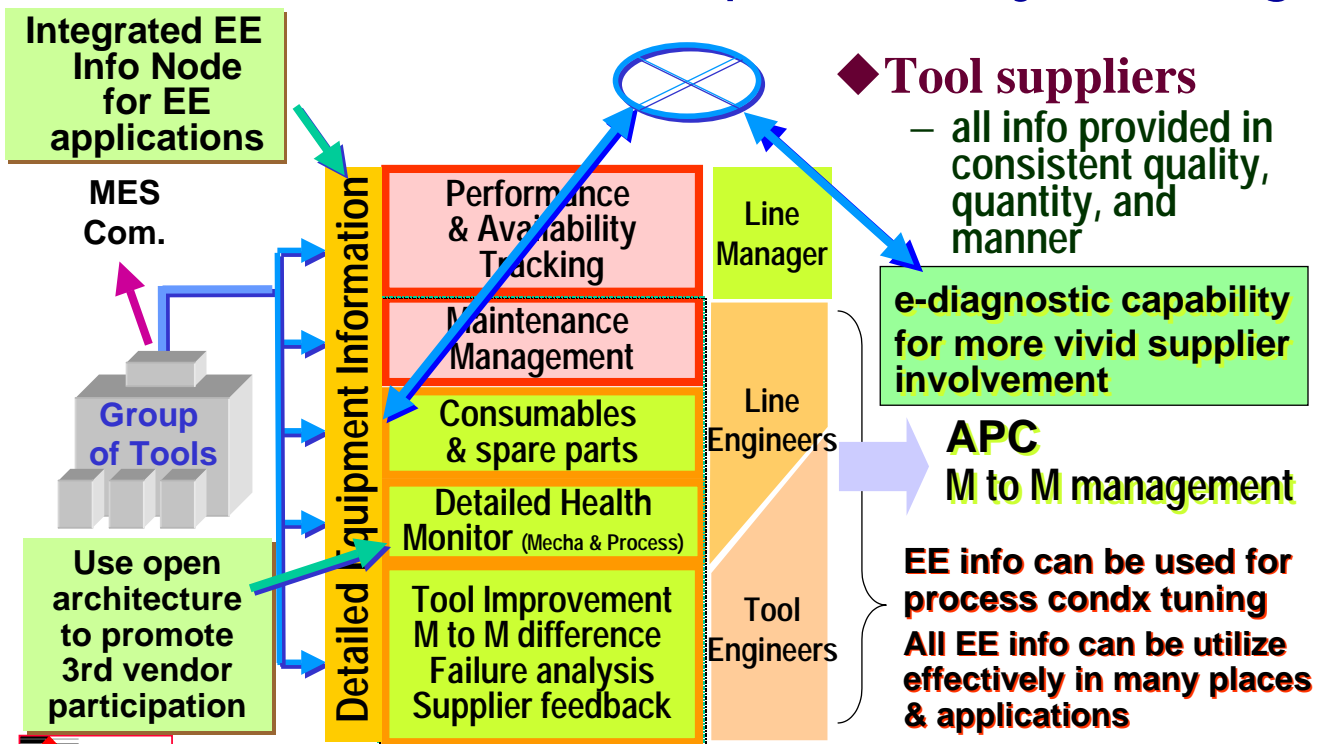 Integrated EE
Info Node
for EE
applications
MES
Com.
Group
of Tools
Use open
architecture
to promote
3rd vendor
participation
Detailed Equipment Information
Performance
& Availability
Tracking
Maintenance
Management
Consumables
& spare parts
Detailed Health
Monitor (Mecha & Process)
Tool Improvement
M to M difference
Failure analysis
Supplier feedback
Line
Manager
Line
Engineers
Tool
Engineers
◆Tool suppliers
– all info provided in
consistent quality,
quantity, and
manner
e-diagnostic capability
for more vivid supplier
involvement
APC
M to M management
EE info can be used for
process condx tuning
All EE info can be utilize
effectively in many places
& applications